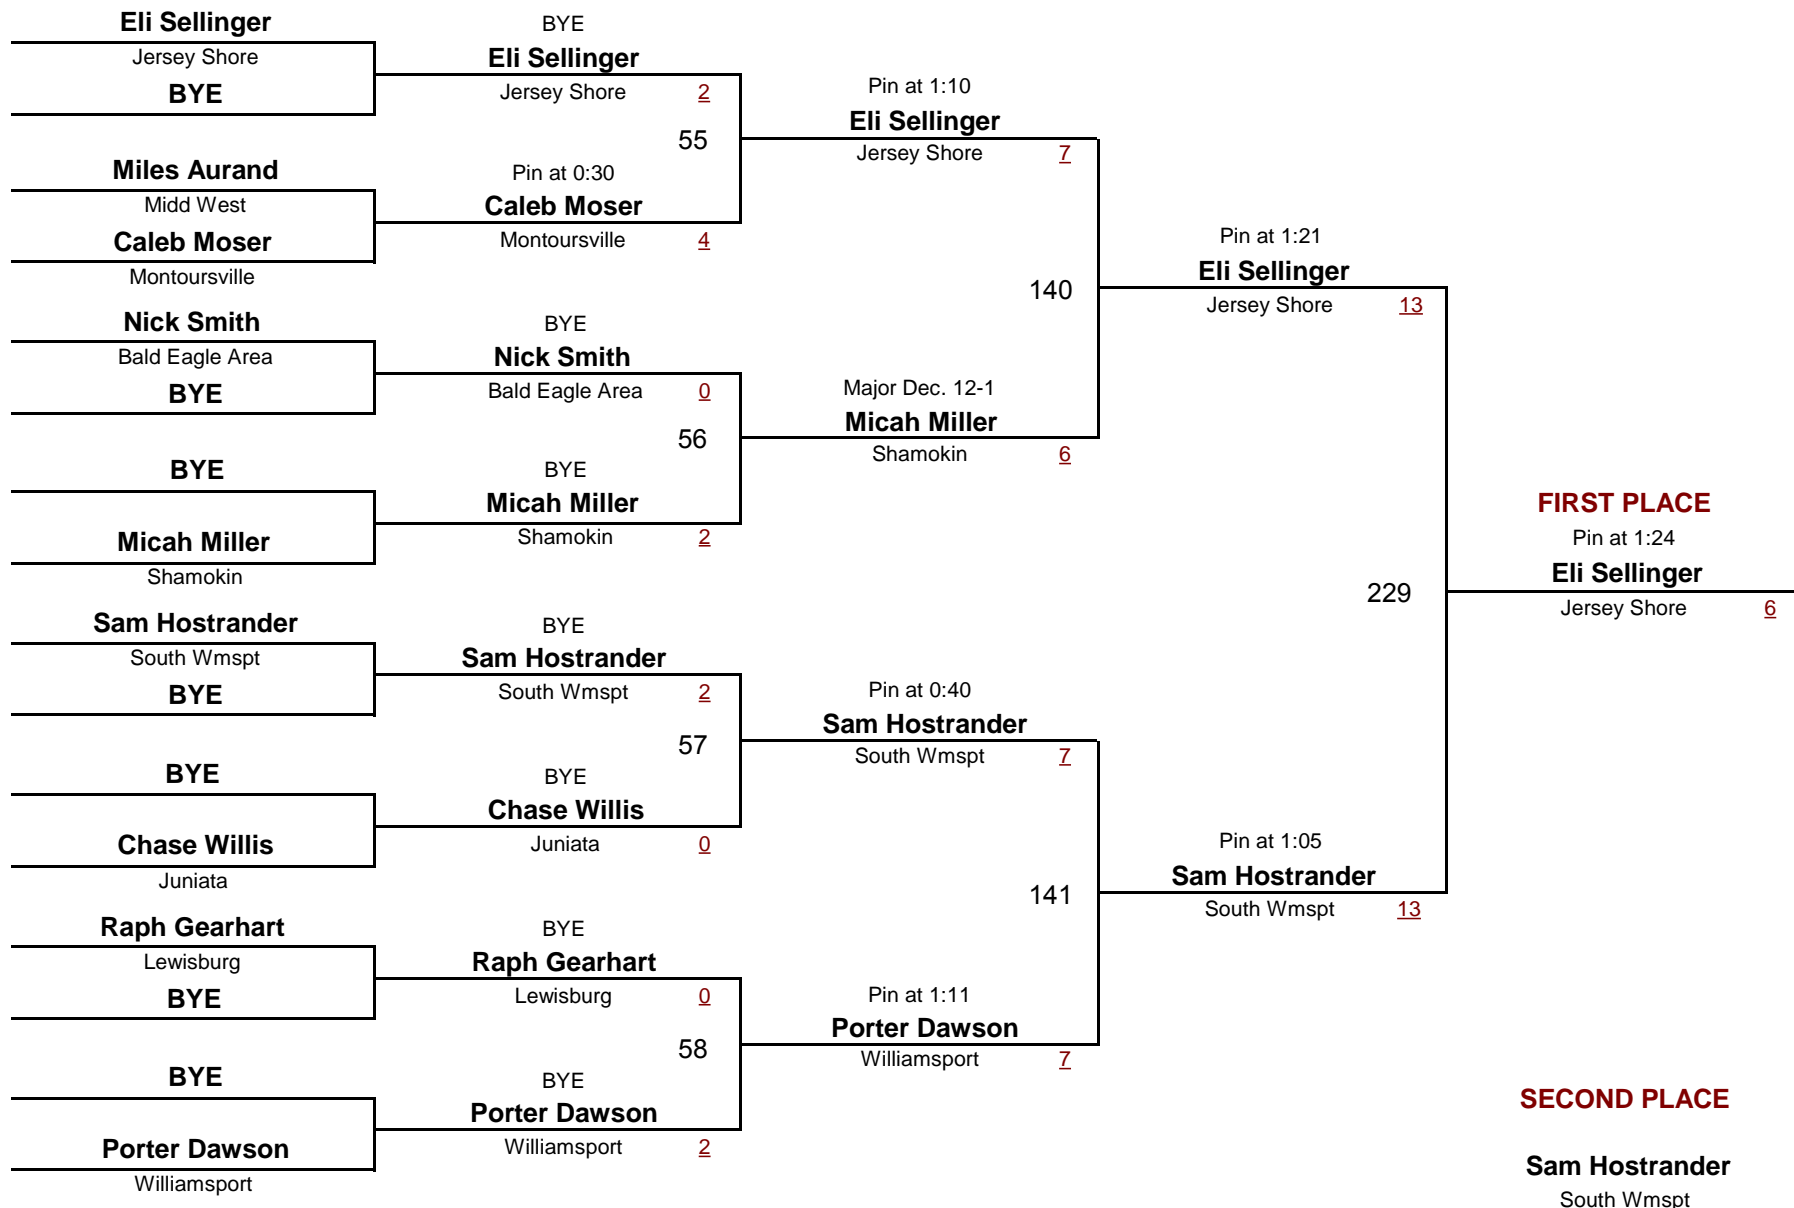 Eli Sellinger
Jersey Shore
BYE
Miles Aurand
Midd West
Caleb Moser
Montoursville
Nick Smith
Bald Eagle Area
BYE
BYE
Micah Miller
Shamokin
Sam Hostrander
South Wmspt
BYE
BYE
Chase Willis
Juniata
Raph Gearhart
Lewisburg
BYE
BYE
Porter Dawson
Williamsport
BYE
Eli Sellinger
Jersey Shore 2
55
Pin at 0:30
Caleb Moser
Montoursville 4
BYE
Nick Smith
Bald Eagle Area 0
56
BYE
Micah Miller
Shamokin 2
BYE
Sam Hostrander
South Wmspt 2
57
BYE
Chase Willis
Juniata 0
BYE
Raph Gearhart
Lewisburg 0
58
BYE
Porter Dawson
Williamsport 2
Pin at 1:10
Eli Sellinger
Jersey Shore 7
140
Major Dec. 12-1
Micah Miller
Shamokin 6
Pin at 0:40
Sam Hostrander
South Wmspt 7
141
Pin at 1:11
Porter Dawson
Williamsport 7
Pin at 1:21
Eli Sellinger
Jersey Shore 13
229
Pin at 1:05
Sam Hostrander
South Wmspt 13
FIRST PLACE
Pin at 1:24
Eli Sellinger
Jersey Shore 6
SECOND PLACE
Sam Hostrander
South Wmspt